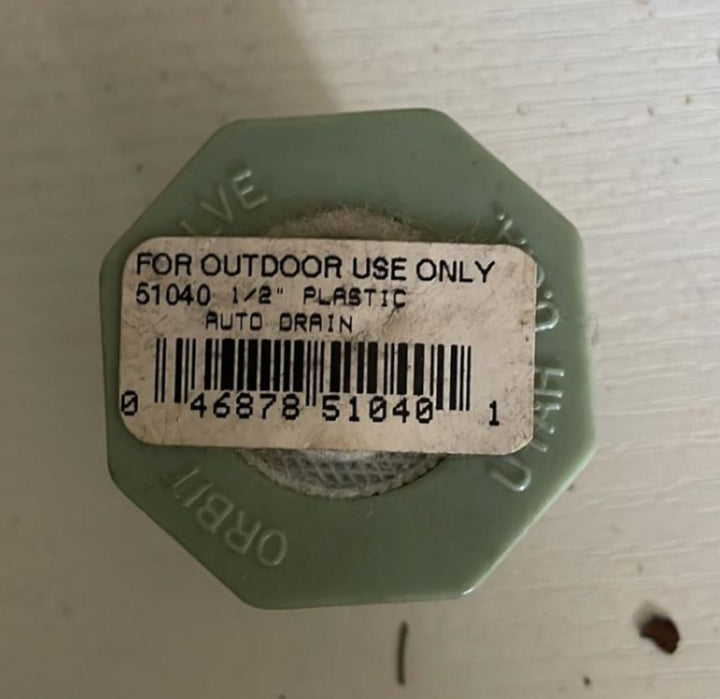 FOR OUTDOOR USE ONLY
51040 1/2" PLASTIC
AUTO DRAIN
0 46878 51040 1
ORBIT
UTAH